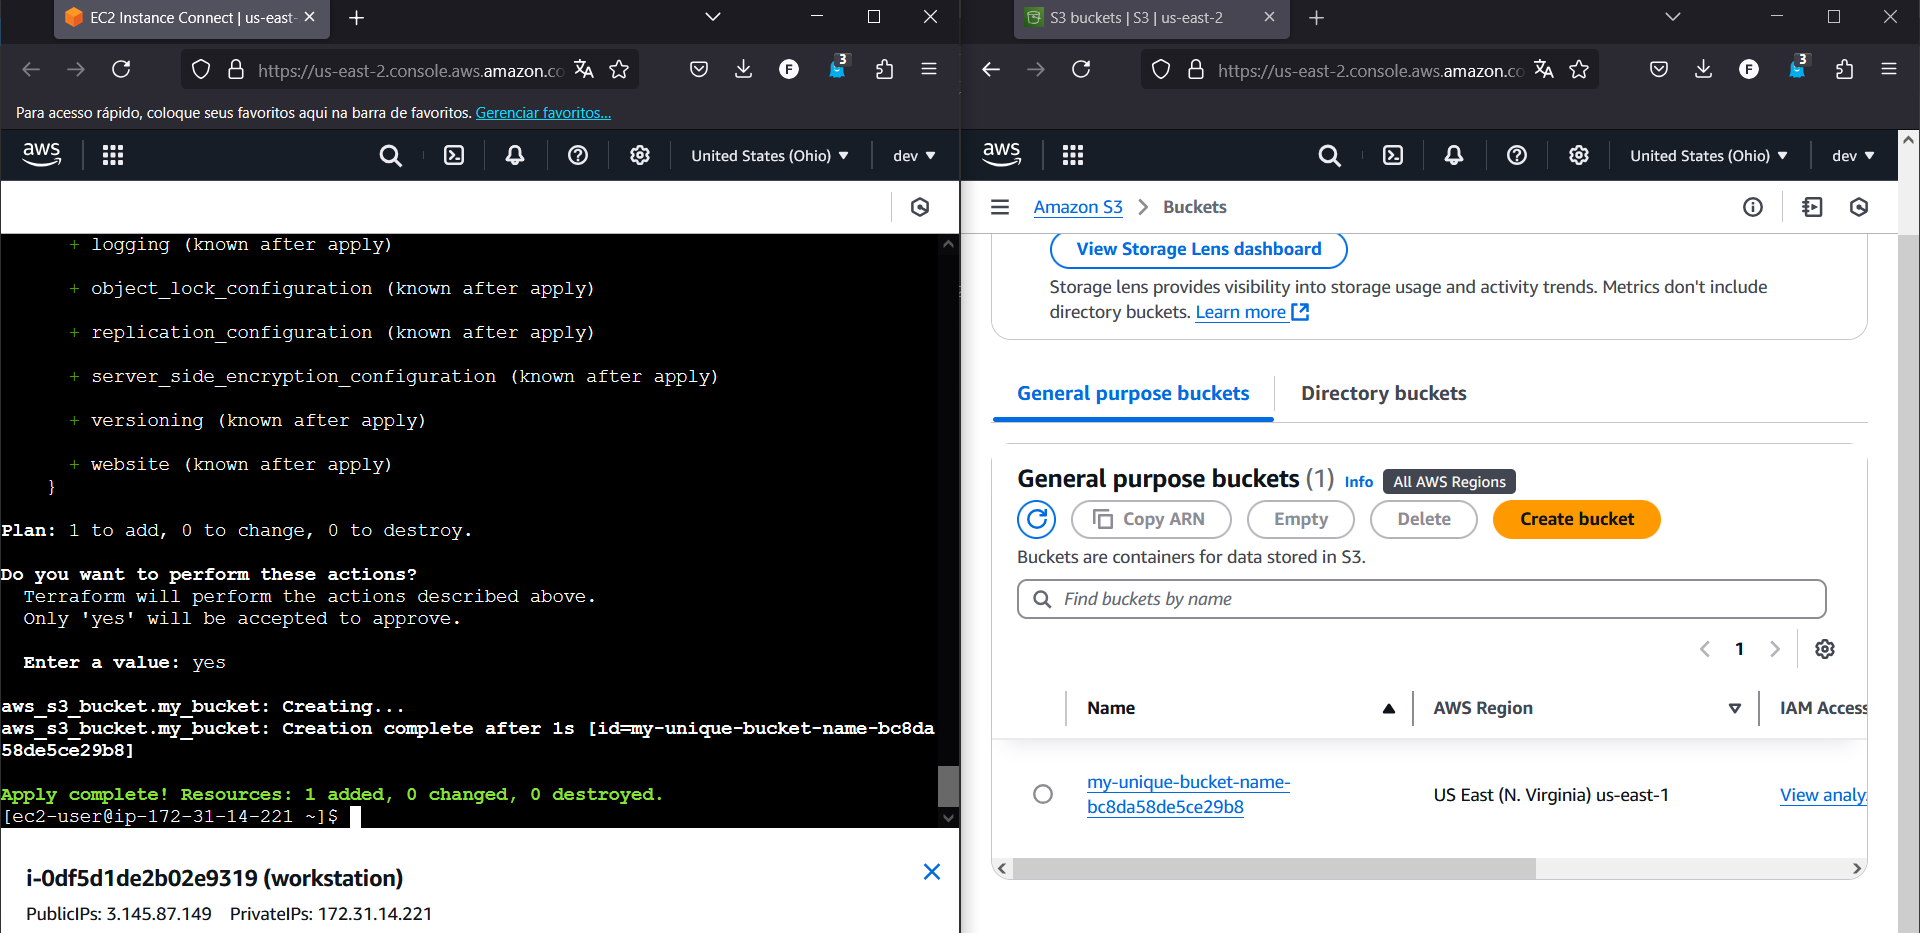 EC2 Instance Connect | us-east-
https://us-east-2.console.aws.amazon.co
3
Para acesso rápido, coloque seus favoritos aqui na barra de favoritos. Gerenciar favoritos...
aws
United States (Ohio)
dev
+ logging (known after apply)
+ object_lock_configuration (known after apply)
+ replication_configuration (known after apply)
+ server_side_encryption_configuration (known after apply)
+ versioning (known after apply)
+ website (known after apply)
}
Plan: 1 to add, 0 to change, 0 to destroy.
Do you want to perform these actions?
Terraform will perform the actions described above.
Only 'yes' will be accepted to approve.
Enter a value: yes
aws_s3_bucket.my_bucket: Creating...
aws_s3_bucket.my_bucket: Creation complete after 1s [id=my-unique-bucket-name-bc8da
58de5ce29b8]
Apply complete! Resources: 1 added, 0 changed, 0 destroyed.
[ec2-user@ip-172-31-14-221 ~]$
i-0df5d1de2b02e9319 (workstation)
PublicIPs: 3.145.87.149 PrivateIPs: 172.31.14.221
S3 buckets | S3 | us-east-2
https://us-east-2.console.aws.amazon.co
F
3
aws
United States (Ohio)
dev
Amazon S3 > Buckets
View Storage Lens dashboard
Storage lens provides visibility into storage usage and activity trends. Metrics don't include
directory buckets. Learn more
General purpose buckets
Directory buckets
General purpose buckets (1) Info All AWS Regions
Copy ARN
Empty
Delete
Create bucket
Buckets are containers for data stored in S3.
Find buckets by name
1
Name
AWS Region
IAM Access
my-unique-bucket-name-
bc8da58de5ce29b8
US East (N. Virginia) us-east-1
View analy